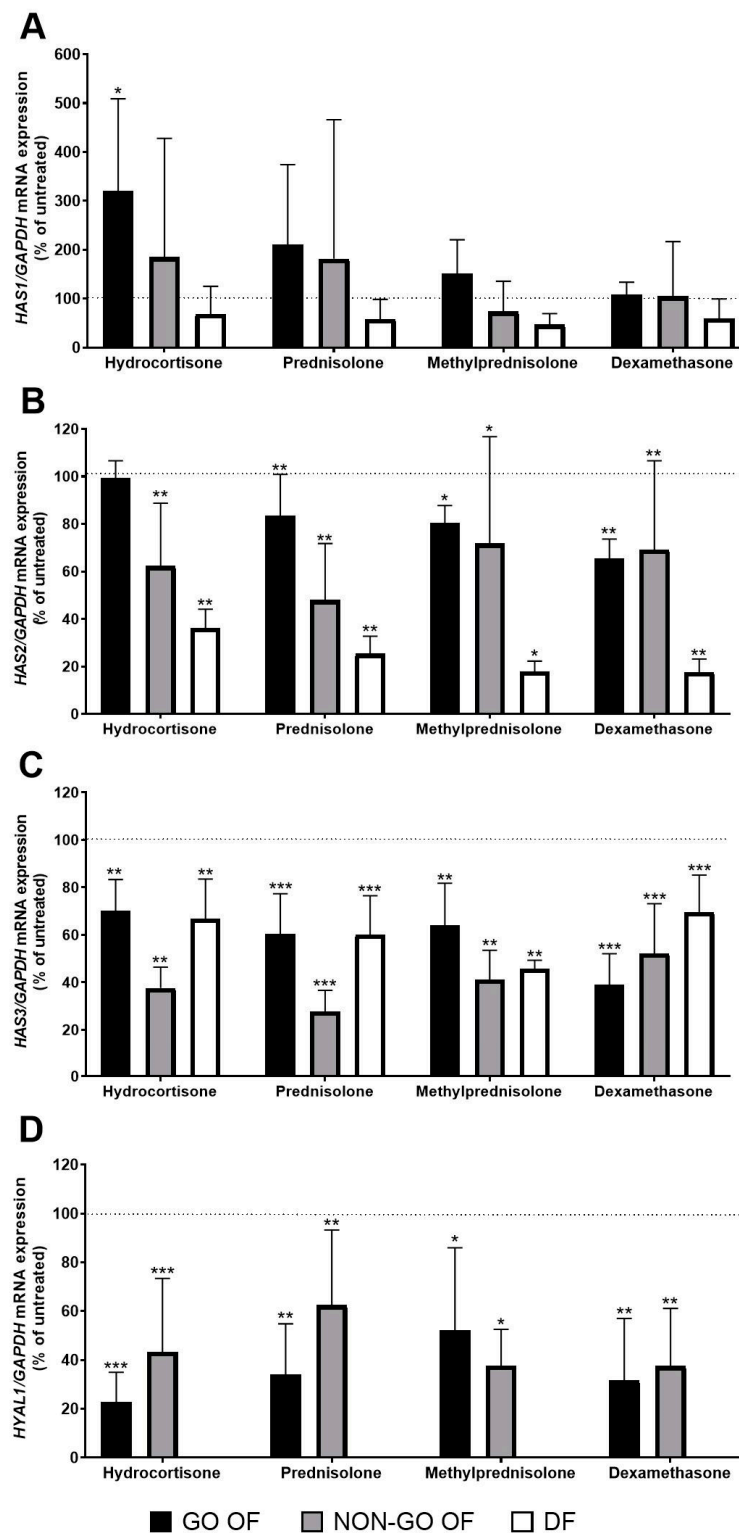 A
HAS1/GAPDH mRNA expression
(% of untreated)
600
500
400
300
200
100
0
*
Hydrocortisone Prednisolone Methylprednisolone Dexamethasone
B
HAS2/GAPDH mRNA expression
(% of untreated)
120
100
80
60
40
20
0
** ** ** ** ** * * * ** ** **
Hydrocortisone Prednisolone Methylprednisolone Dexamethasone
C
HAS3/GAPDH mRNA expression
(% of untreated)
120
100
80
60
40
20
0
** ** ** *** *** *** ** ** ** *** *** ***
Hydrocortisone Prednisolone Methylprednisolone Dexamethasone
D
HYAL1/GAPDH mRNA expression
(% of untreated)
120
100
80
60
40
20
0
*** *** ** ** * * ** **
Hydrocortisone Prednisolone Methylprednisolone Dexamethasone
GO OF NON-GO OF DF